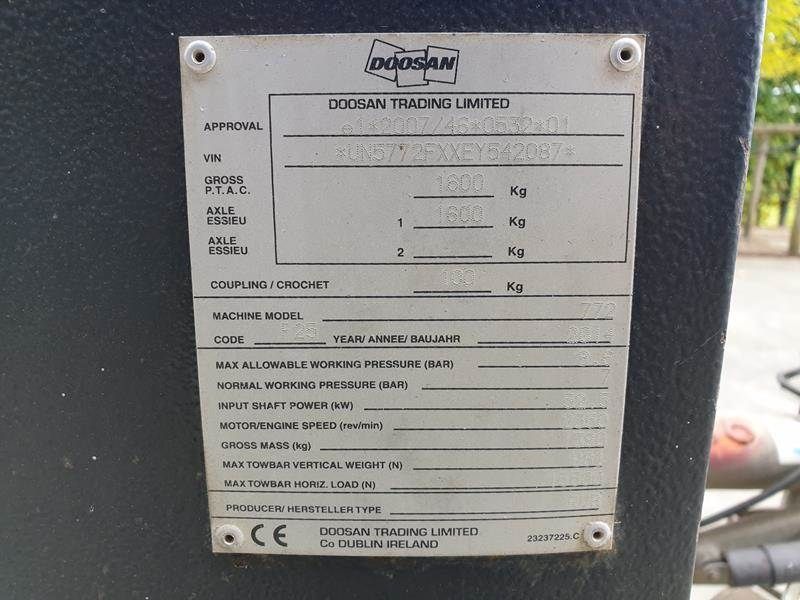 DOOSAN
DOOSAN TRADING LIMITED
APPROVAL e1*2007/46*0532*01
VIN *UN5772FXXEY542087*
GROSS P.T.A.C. 1600 Kg
AXLE ESSIEU 1 1600 Kg
AXLE ESSIEU 2 Kg
COUPLING / CROCHET 100 Kg
MACHINE MODEL 772
CODE F25 YEAR/ ANNEE/ BAUJAHR 2014
MAX ALLOWABLE WORKING PRESSURE (BAR)
NORMAL WORKING PRESSURE (BAR)
INPUT SHAFT POWER (kW)
MOTOR/ENGINE SPEED (rev/min)
GROSS MASS (kg)
MAX TOWBAR VERTICAL WEIGHT (N)
MAX TOWBAR HORIZ. LOAD (N)
PRODUCER/ HERSTELLER TYPE
CE DOOSAN TRADING LIMITED
Co DUBLIN IRELAND 23237225.C